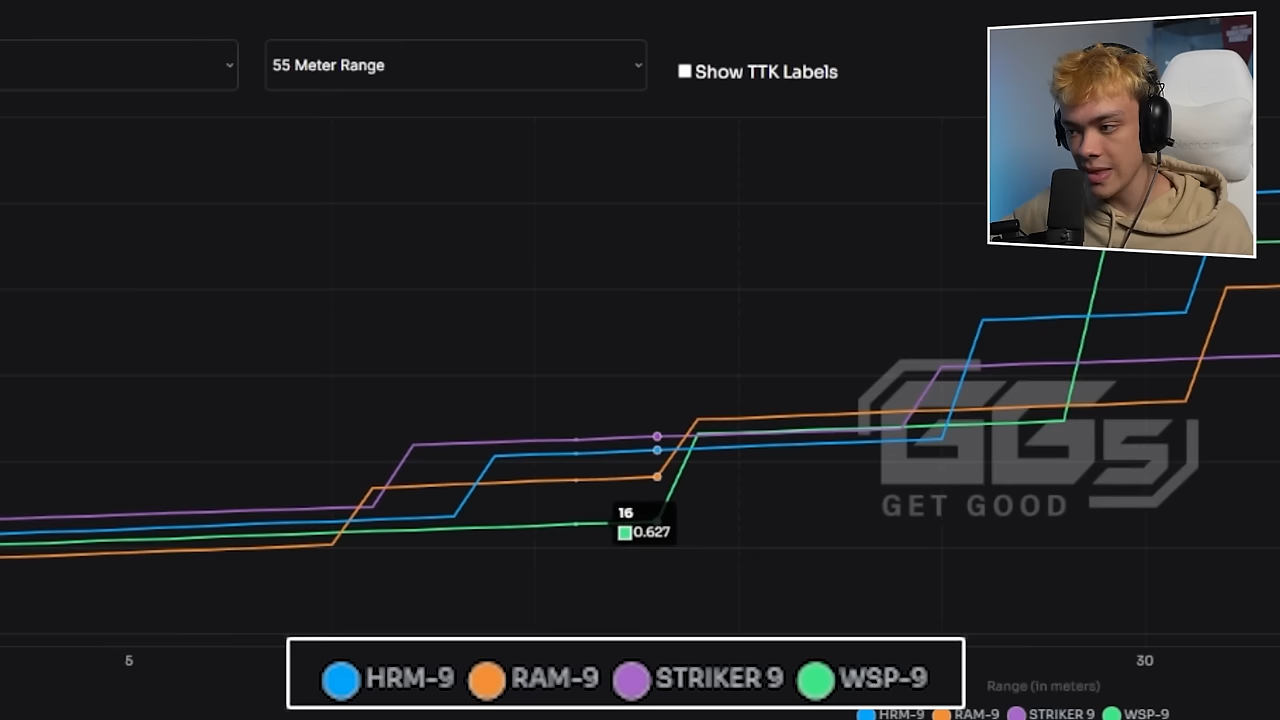 55 Meter Range
Show TTK Labels
16
0.627
GGs
GET GOOD
5
30
HRM-9 RAM-9 STRIKER 9 WSP-9
Range (in meters)
HRM-9 RAM-9 STRIKER 9 WSP-9